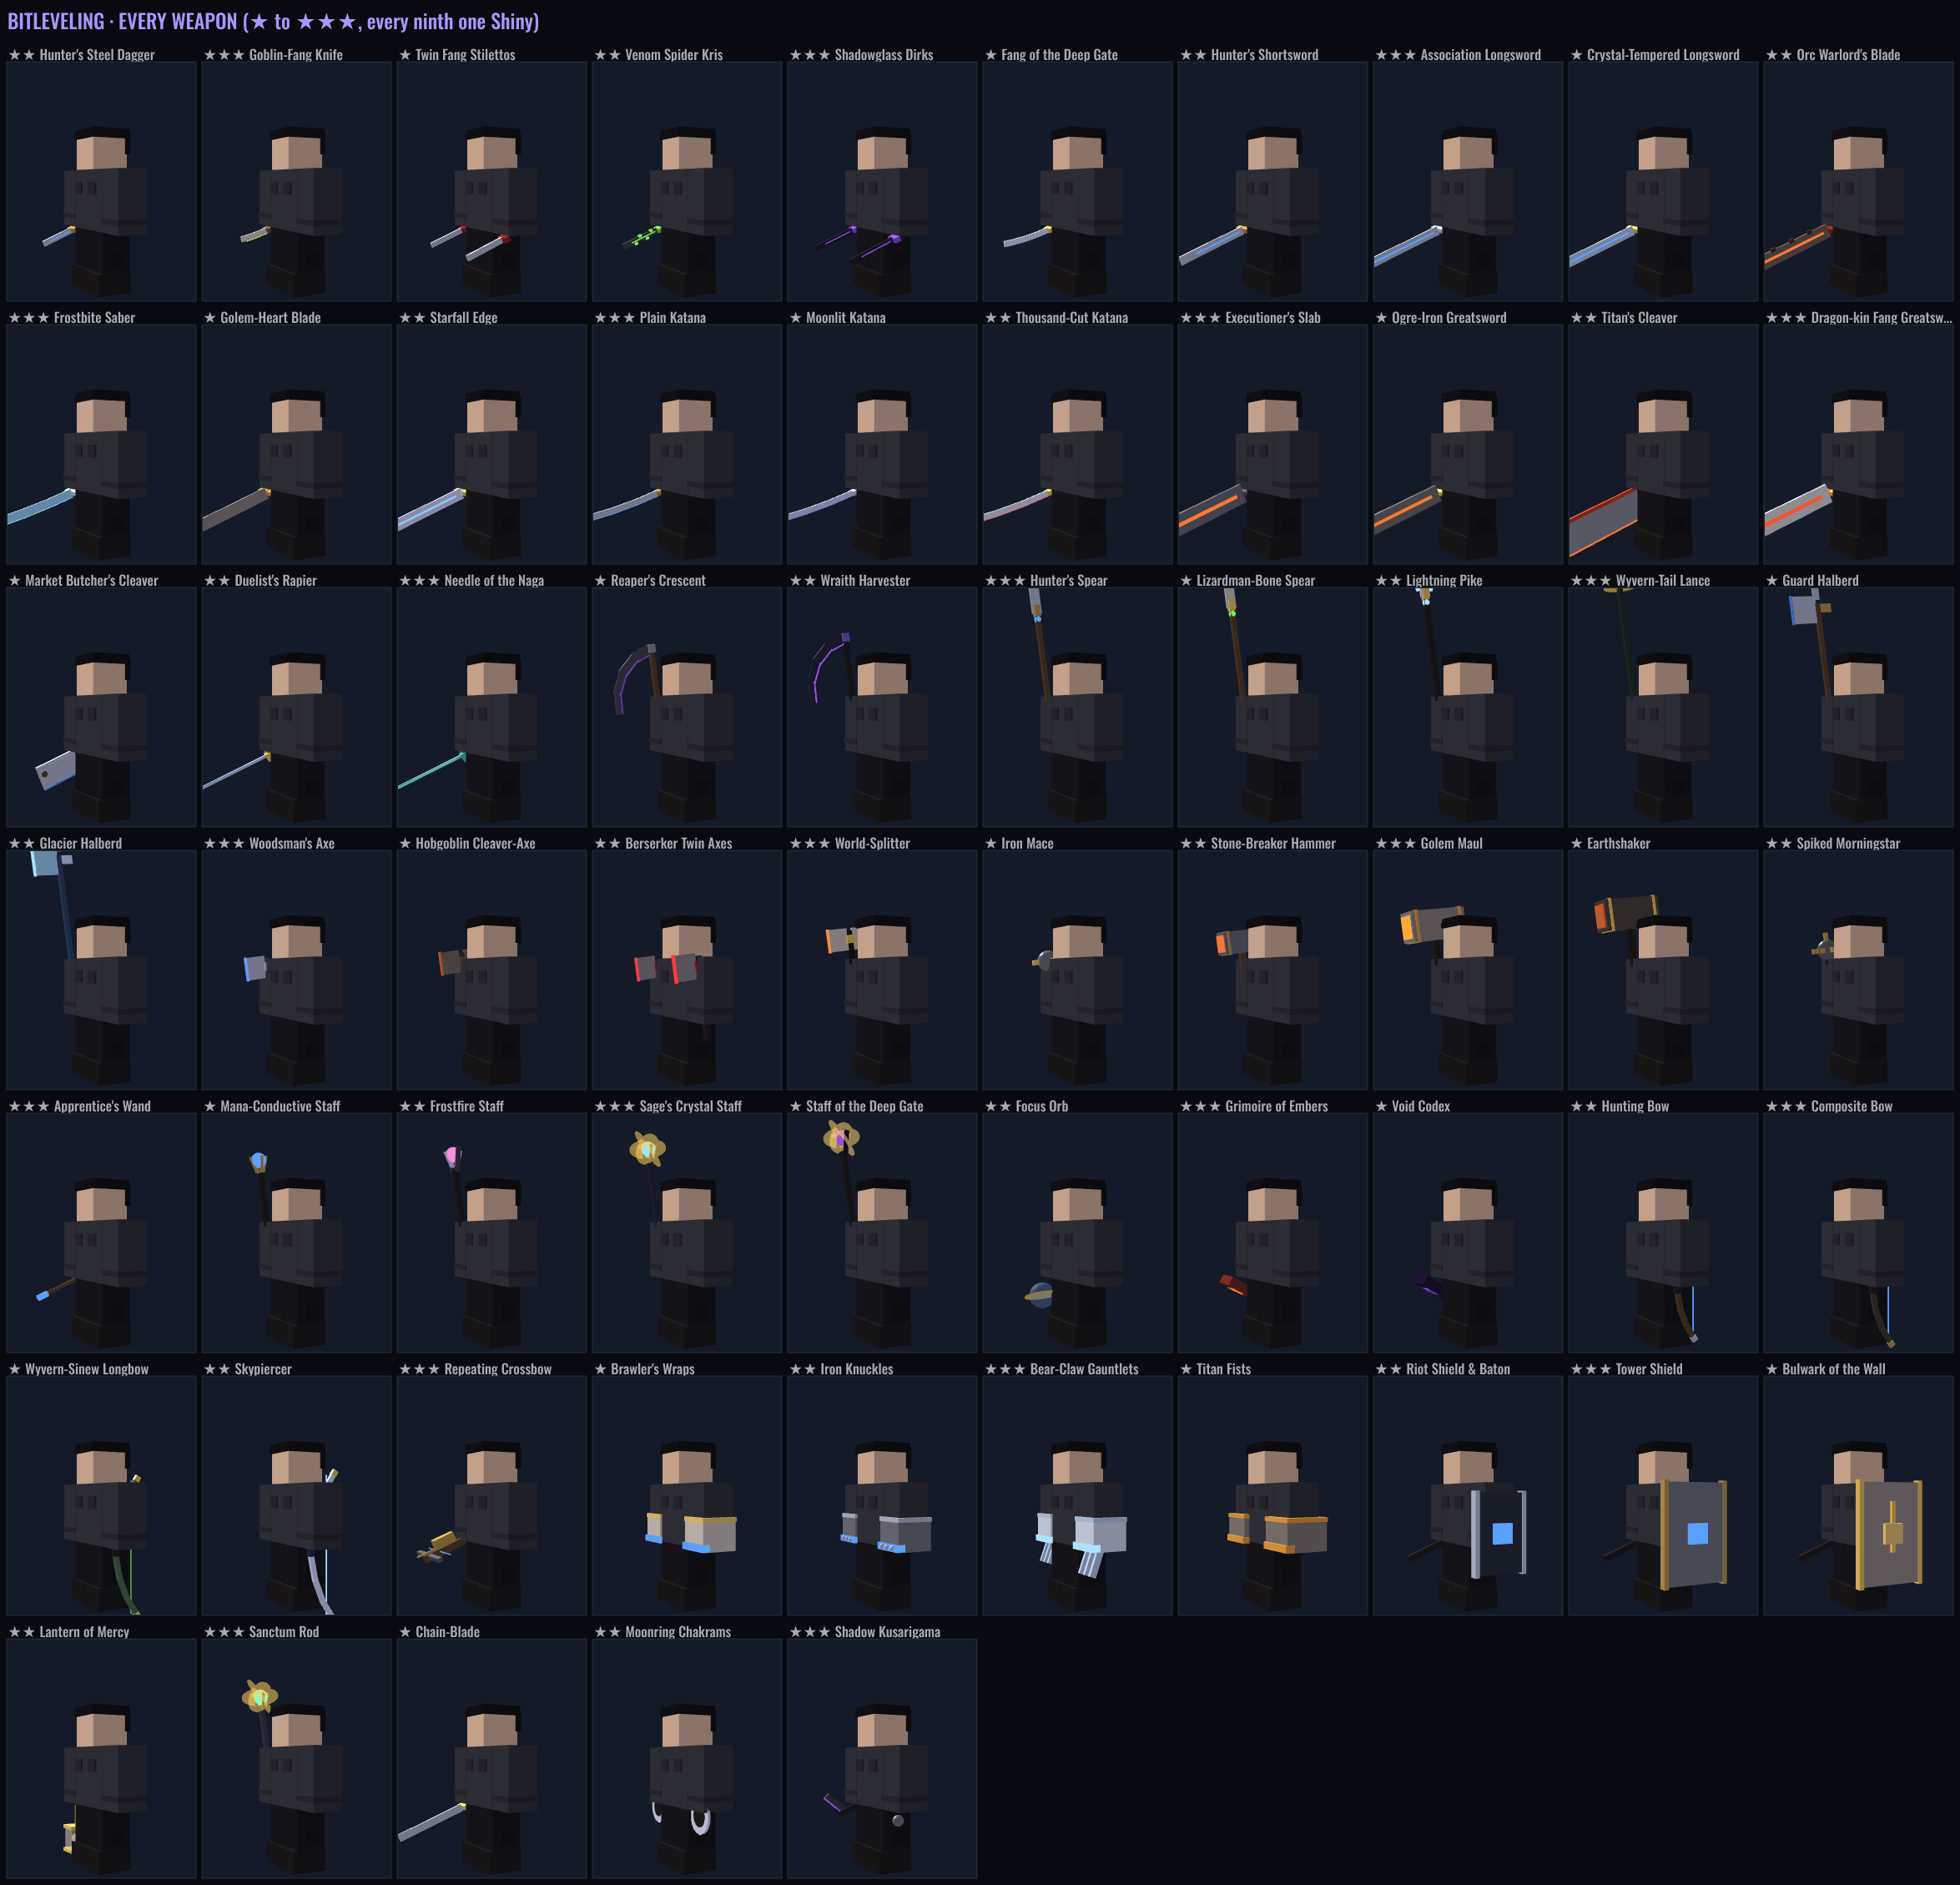 BITLEVELING · EVERY WEAPON (★ to ★★★, every ninth one Shiny)
★★ Hunter's Steel Dagger
★★★ Goblin-Fang Knife
★ Twin Fang Stilettos
★★ Venom Spider Kris
★★★ Shadowglass Dirks
★ Fang of the Deep Gate
★★ Hunter's Shortsword
★★★ Association Longsword
★ Crystal-Tempered Longsword
★★ Orc Warlord's Blade
★★★ Frostbite Saber
★ Golem-Heart Blade
★★ Starfall Edge
★★★ Plain Katana
★ Moonlit Katana
★★ Thousand-Cut Katana
★★★ Executioner's Slab
★ Ogre-Iron Greatsword
★★ Titan's Cleaver
★★★ Dragon-kin Fang Greatsw...
★ Market Butcher's Cleaver
★★ Duelist's Rapier
★★★ Needle of the Naga
★ Reaper's Crescent
★★ Wraith Harvester
★★★ Hunter's Spear
★ Lizardman-Bone Spear
★★ Lightning Pike
★★★ Wyvern-Tail Lance
★ Guard Halberd
★★ Glacier Halberd
★★★ Woodsman's Axe
★ Hobgoblin Cleaver-Axe
★★ Berserker Twin Axes
★★★ World-Splitter
★ Iron Mace
★★ Stone-Breaker Hammer
★★★ Golem Maul
★ Earthshaker
★★ Spiked Morningstar
★★★ Apprentice's Wand
★ Mana-Conductive Staff
★★ Frostfire Staff
★★★ Sage's Crystal Staff
★ Staff of the Deep Gate
★★ Focus Orb
★★★ Grimoire of Embers
★ Void Codex
★★ Hunting Bow
★★★ Composite Bow
★ Wyvern-Sinew Longbow
★★ Skypiercer
★★★ Repeating Crossbow
★ Brawler's Wraps
★★ Iron Knuckles
★★★ Bear-Claw Gauntlets
★ Titan Fists
★★ Riot Shield & Baton
★★★ Tower Shield
★ Bulwark of the Wall
★★ Lantern of Mercy
★★★ Sanctum Rod
★ Chain-Blade
★★ Moonring Chakrams
★★★ Shadow Kusarigama